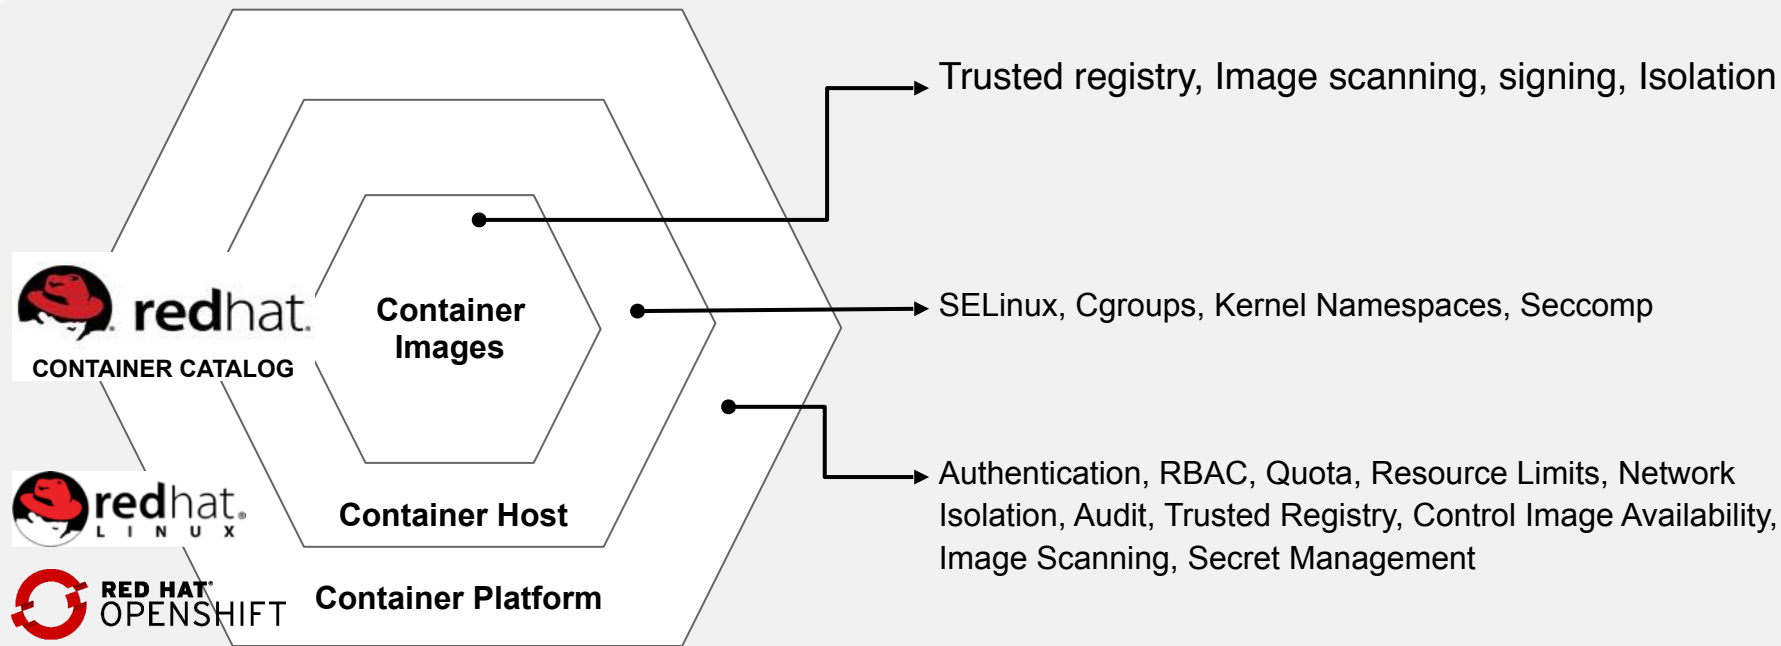 Trusted registry, Image scanning, signing, Isolation
redhat.
CONTAINER CATALOG
Container
Images
SELinux, Cgroups, Kernel Namespaces, Seccomp
redhat.
LINUX
Container Host
Authentication, RBAC, Quota, Resource Limits, Network
Isolation, Audit, Trusted Registry, Control Image Availability,
Image Scanning, Secret Management
RED HAT®
OPENSHIFT
Container Platform